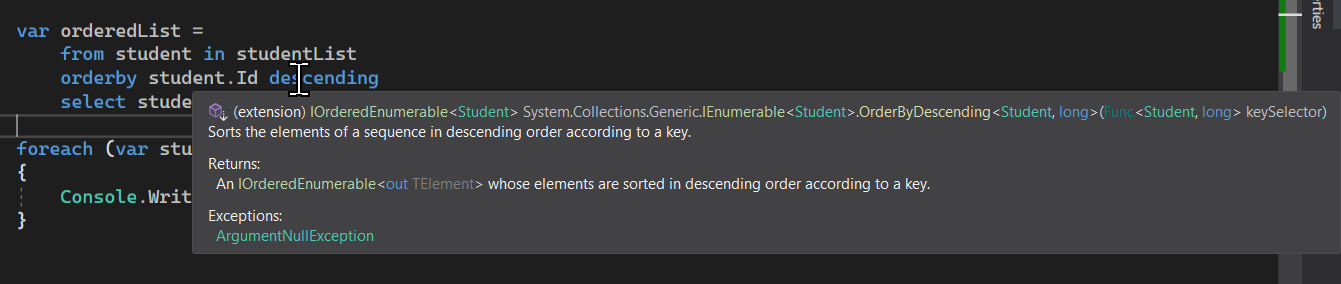 var orderedList =
from student in studentList
orderby student.Id descending
select stude
(extension) IOrderedEnumerable<Student> System.Collections.Generic.IEnumerable<Student>.OrderByDescending<Student, long>(Func<Student, long> keySelector)
Sorts the elements of a sequence in descending order according to a key.
Returns:
An IOrderedEnumerable<out TElement> whose elements are sorted in descending order according to a key.
Exceptions:
ArgumentNullException
foreach (var stu
{
Console.Writ
}
rties